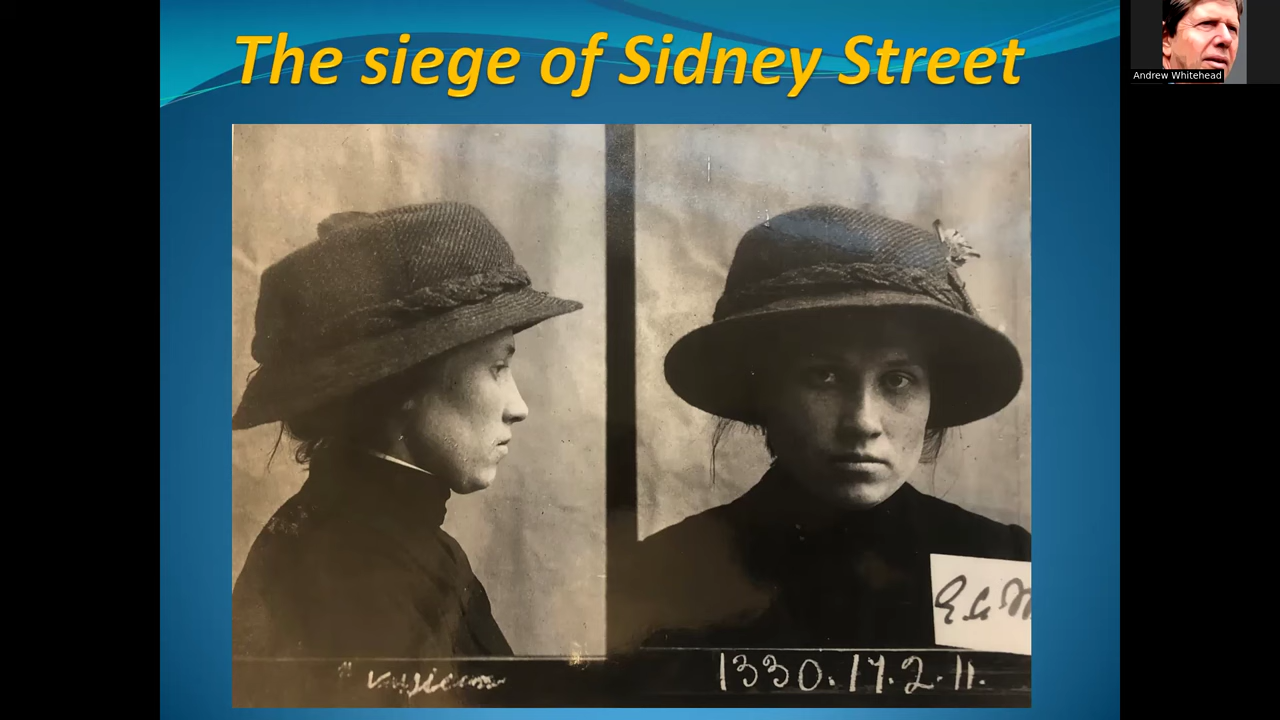 The siege of Sidney Street
Andrew Whitehead
1330.17.2.11.